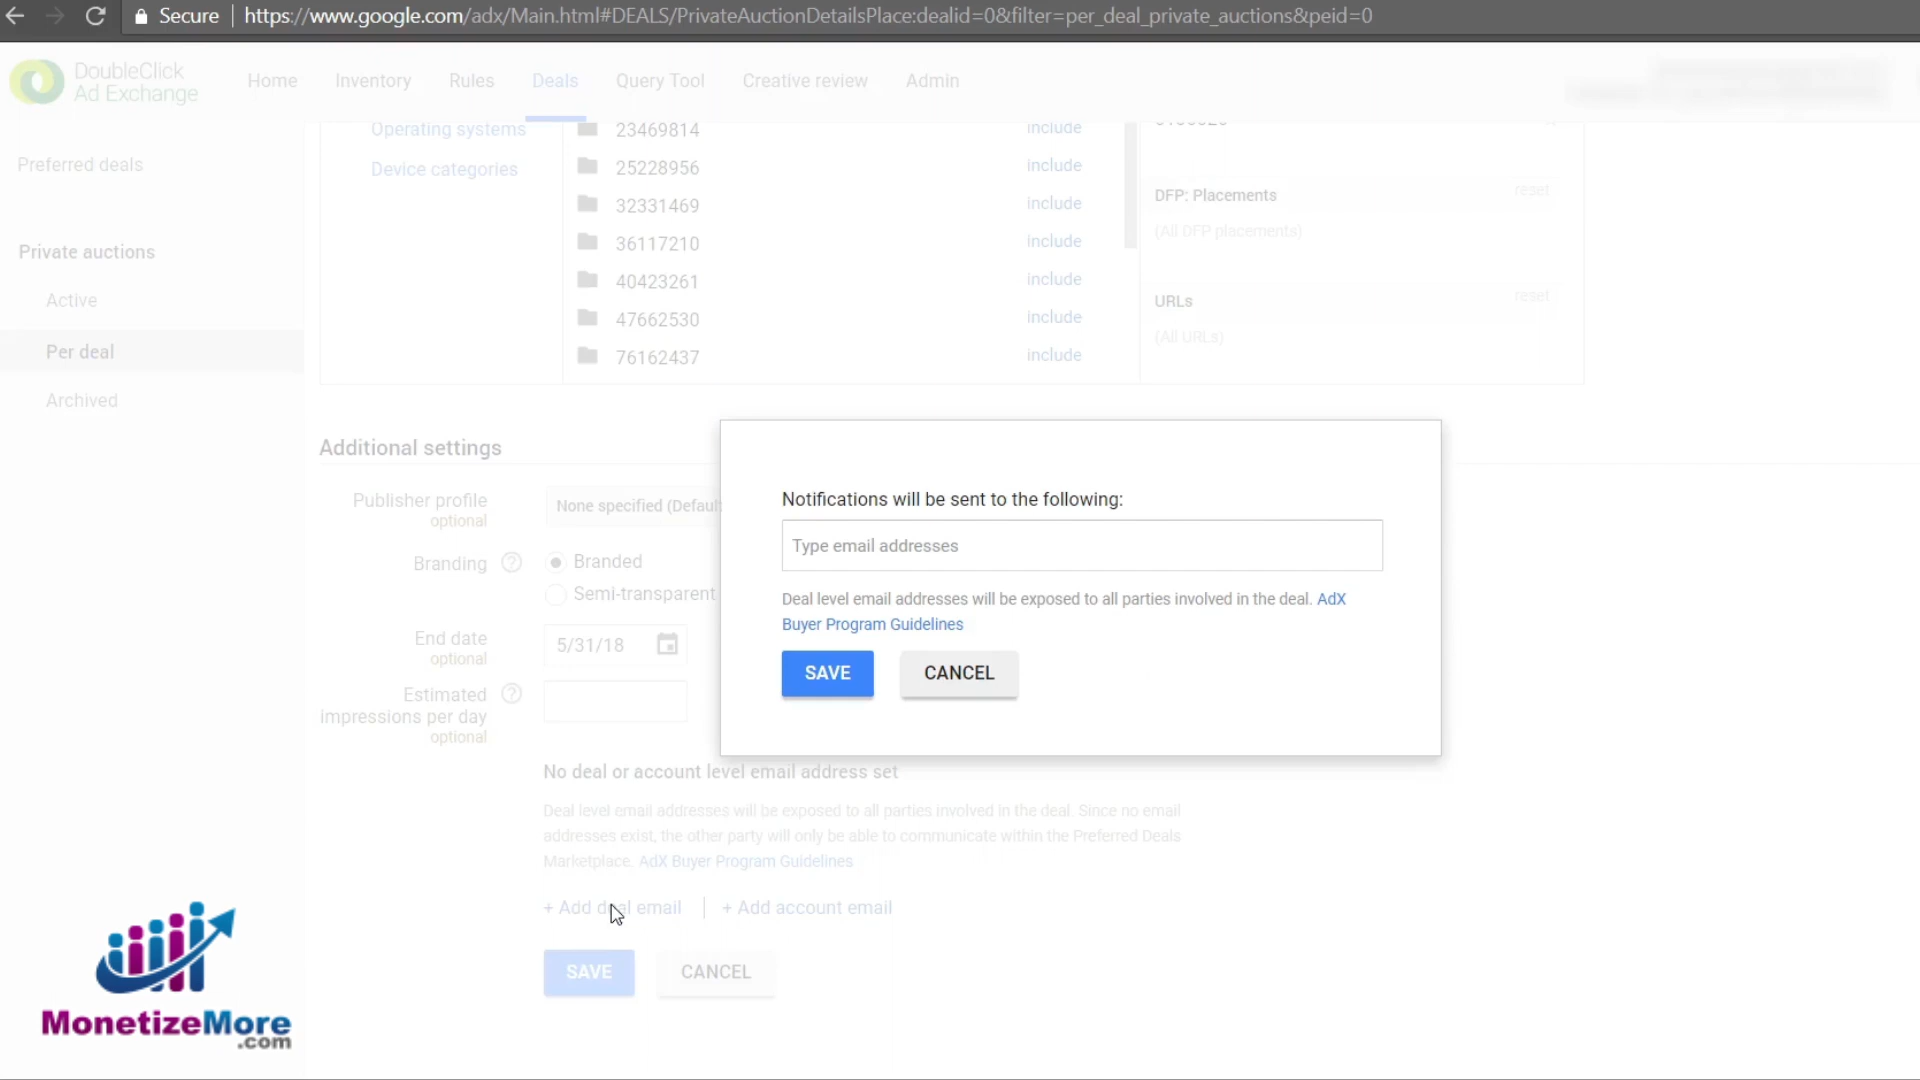 Secure https://www.google.com/adx/Main.html#DEALS/PrivateAuctionDetailsPlace:dealid=0&filter=per_deal_private_auctions&peid=0
DoubleClick
Ad Exchange
Home Inventory Rules Deals Query Tool Creative review Admin
Preferred deals
Private auctions
Active
Per deal
Archived
Operating systems
Device categories
23469814 include
25228956 include
32331469 include
36117210 include
40423261 include
47662530 include
76162437 include
DFP: Placements reset
(All DFP placements)
URLs reset
(All URLs)
Additional settings
Publisher profile
optional
None specified (Default
Branding
Branded
Semi-transparent
End date
optional
5/31/18
Estimated
impressions per day
optional
Notifications will be sent to the following:
Type email addresses
Deal level email addresses will be exposed to all parties involved in the deal. AdX
Buyer Program Guidelines
SAVE CANCEL
No deal or account level email address set
Deal level email addresses will be exposed to all parties involved in the deal. Since no email
addresses exist, the other party will only be able to communicate within the Preferred Deals
Marketplace. AdX Buyer Program Guidelines
+ Add deal email + Add account email
SAVE CANCEL
MonetizeMore
.com